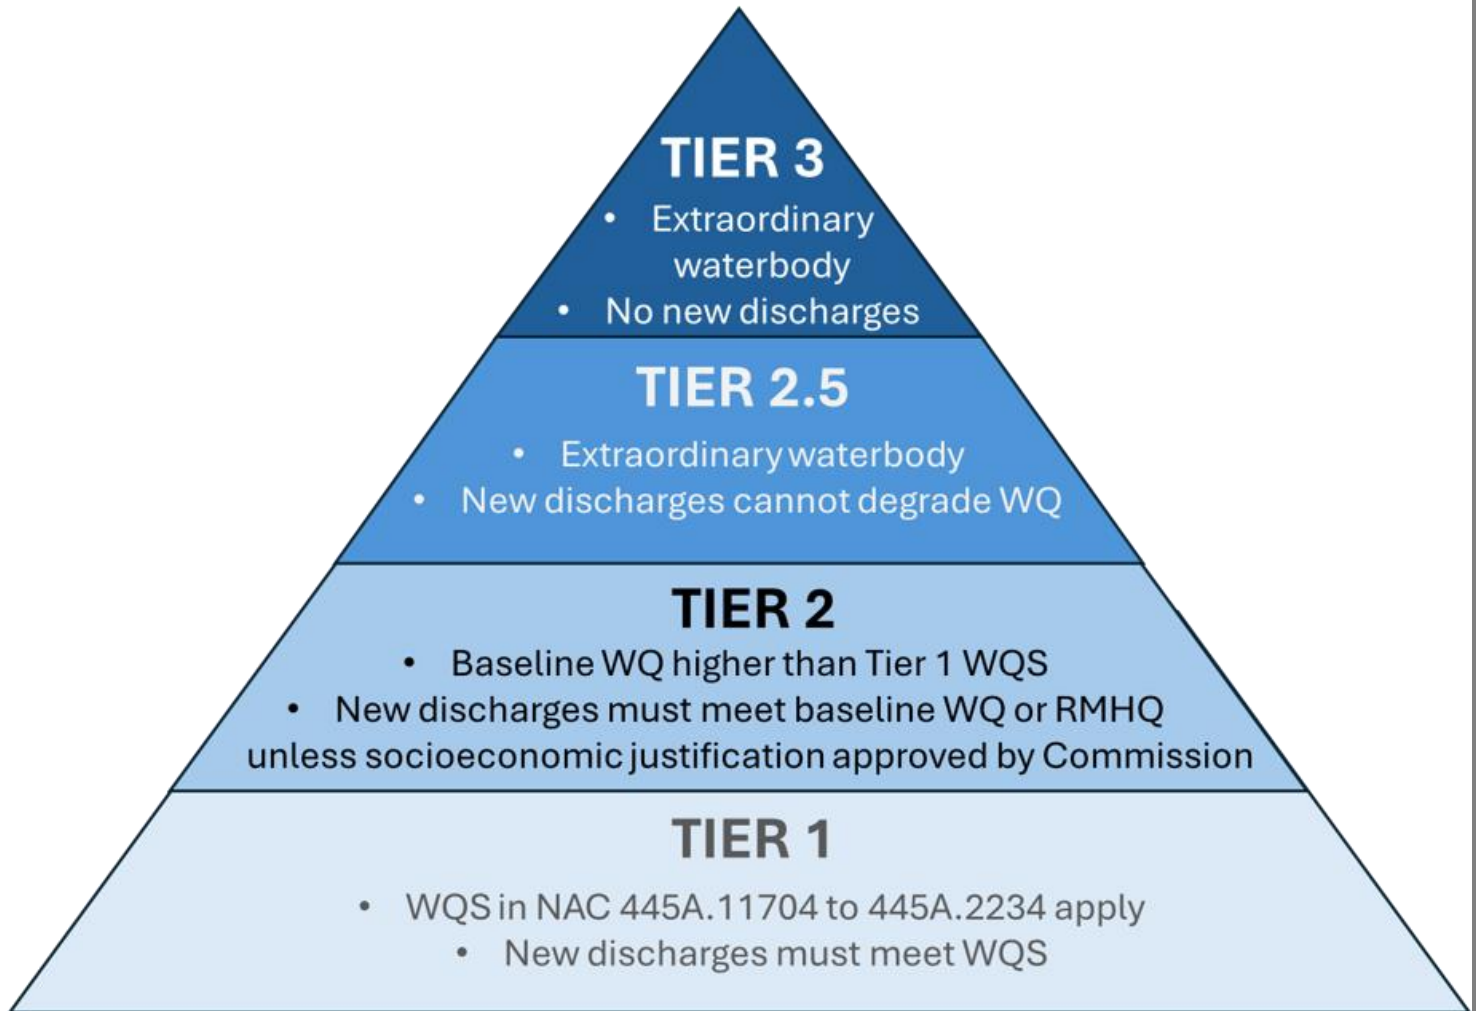 TIER 3
• Extraordinary
waterbody
• No new discharges
TIER 2.5
• Extraordinary waterbody
• New discharges cannot degrade WQ
TIER 2
• Baseline WQ higher than Tier 1 WQS
• New discharges must meet baseline WQ or RMHQ
unless socioeconomic justification approved by Commission
TIER 1
• WQS in NAC 445A.11704 to 445A.2234 apply
• New discharges must meet WQS